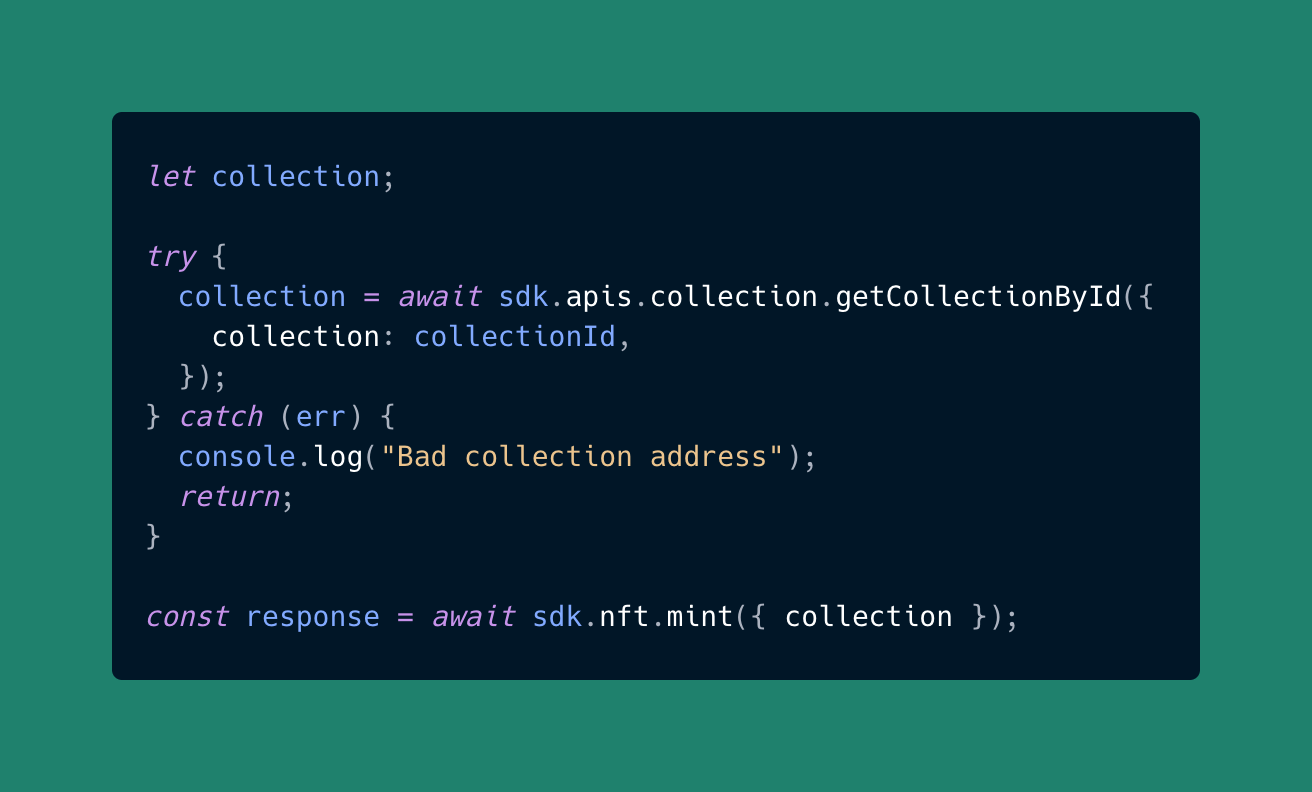 let collection;
try {
  collection = await sdk.apis.collection.getCollectionById({
    collection: collectionId,
  });
} catch (err) {
  console.log("Bad collection address");
  return;
}
const response = await sdk.nft.mint({ collection });